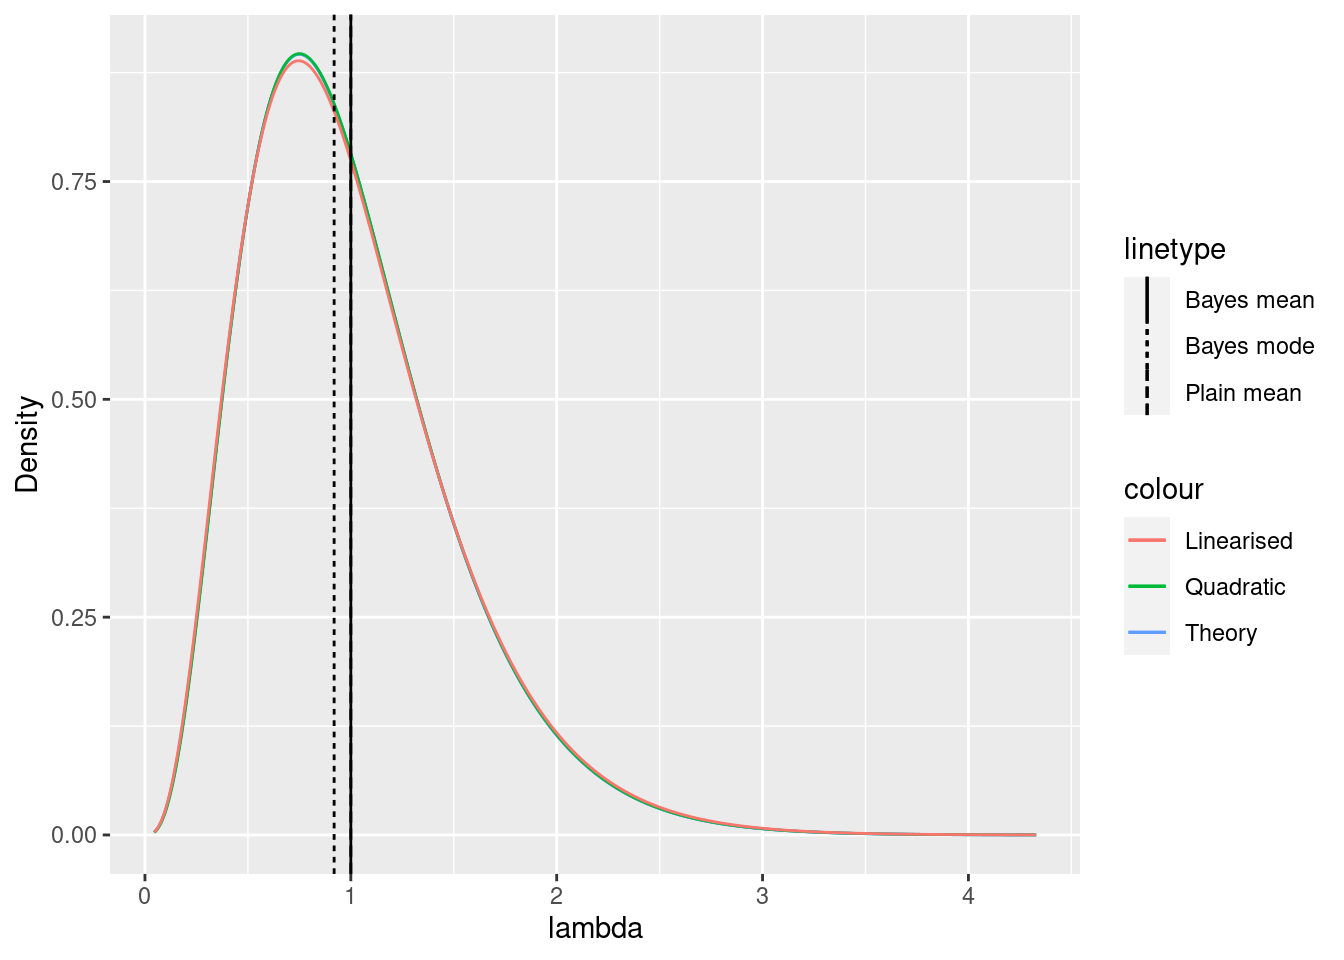 0.75
0.50
0.25
0.00
Density
0
1
2
3
4
lambda
linetype
Bayes mean
Bayes mode
Plain mean
colour
Linearised
Quadratic
Theory